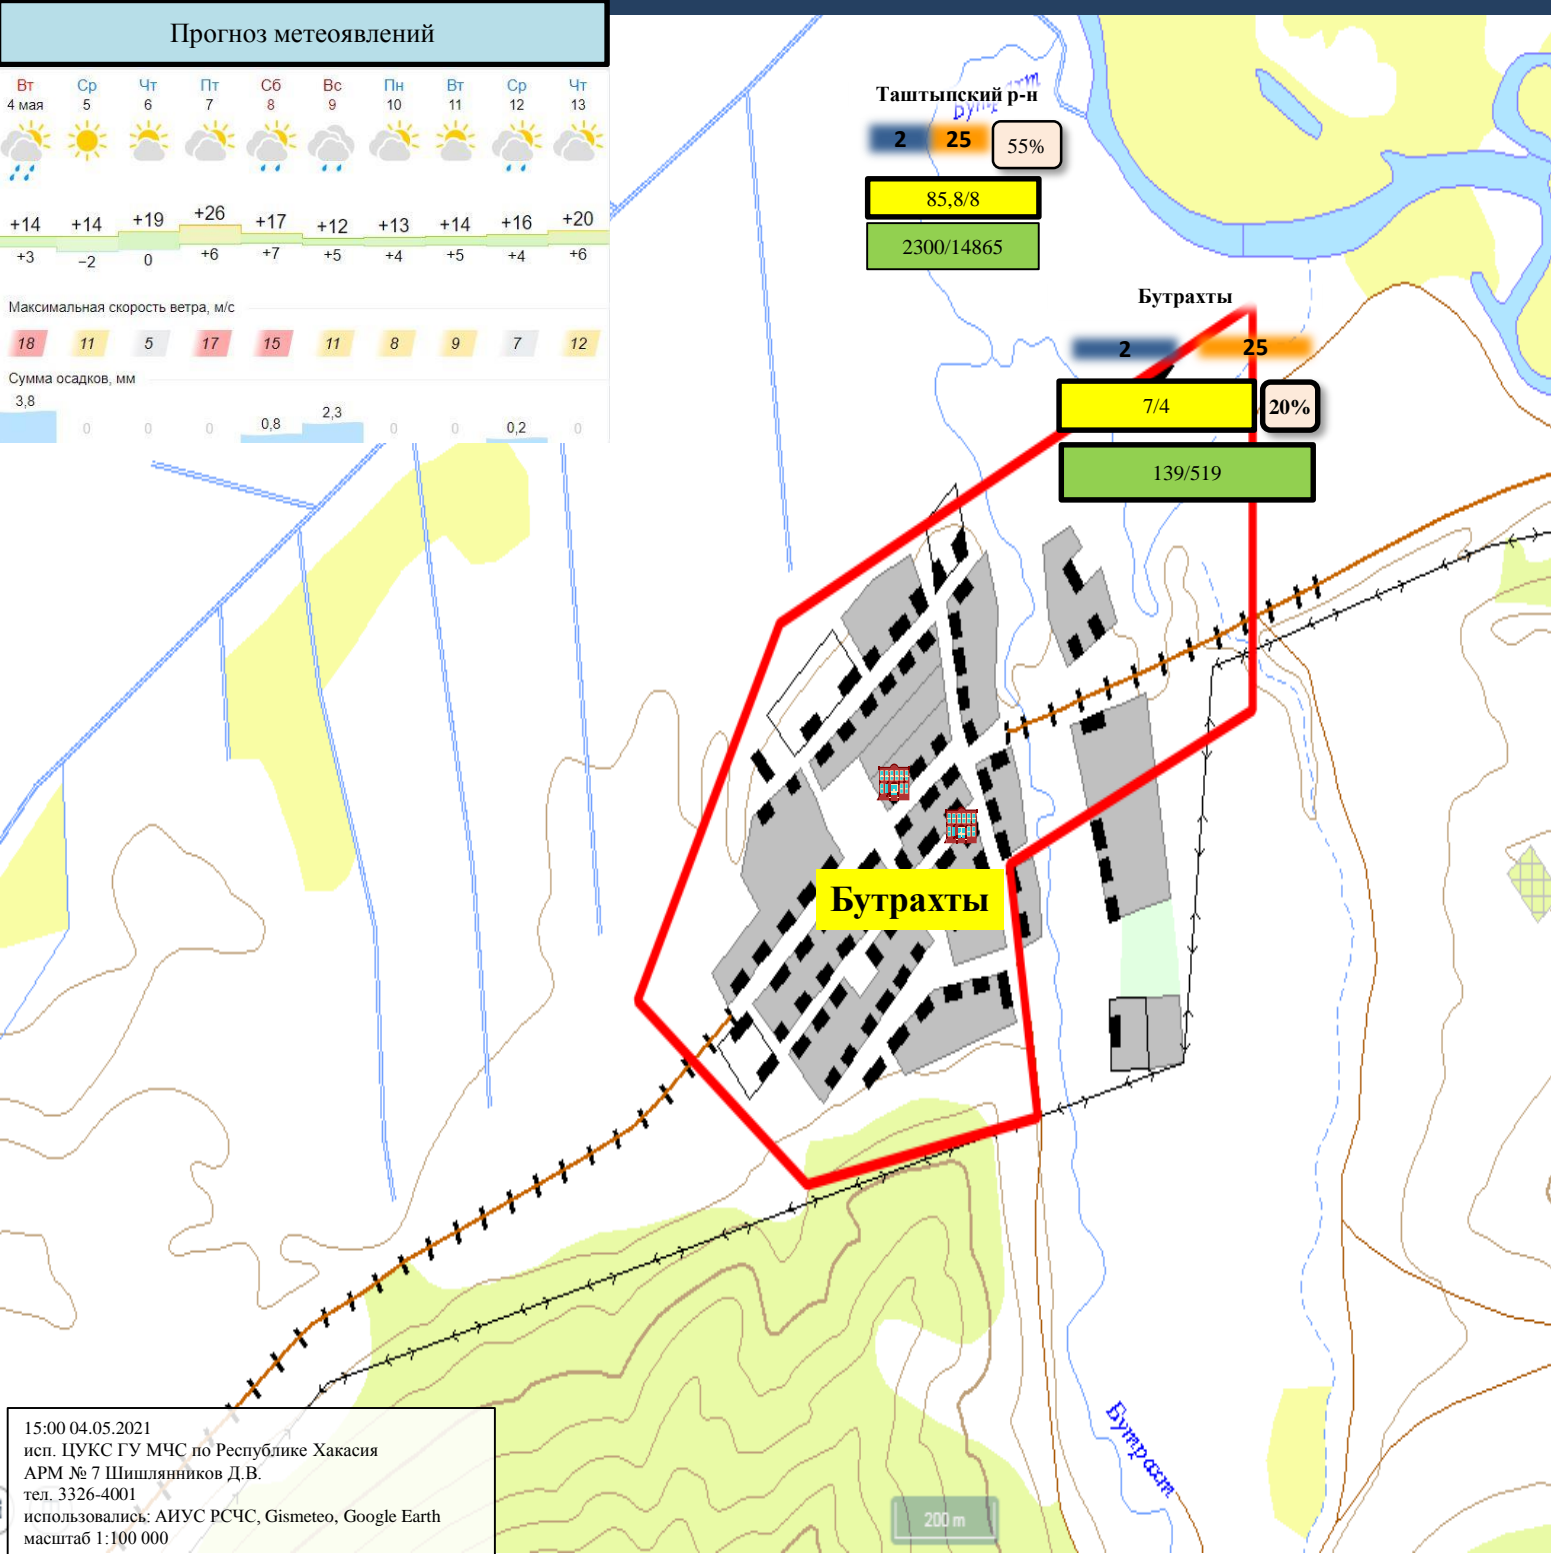 Прогноз метеоявлений
Вт Ср Чт Пт Сб Вс Пн Вт Ср Чт
4 мая 5 6 7 8 9 10 11 12 13
+14 +14 +19 +26 +17 +12 +13 +14 +16 +20
+3 −2 0 +6 +7 +5 +4 +5 +4 +6
Максимальная скорость ветра, м/с
18 11 5 17 15 11 8 9 7 12
Сумма осадков, мм
3,8 0 0 0 0,8 2,3 0 0 0,2 0
Таштыпский р-н
2 25 55%
85,8/8
2300/14865
Бутрахты
2 25
7/4 20%
139/519
Бутрахты
Бутрахт
200 m
15:00 04.05.2021
исп. ЦУКС ГУ МЧС по Республике Хакасия
АРМ № 7 Шишлянников Д.В.
тел. 3326-4001
использовались: АИУС РСЧС, Gismeteo, Google Earth
масштаб 1:100 000